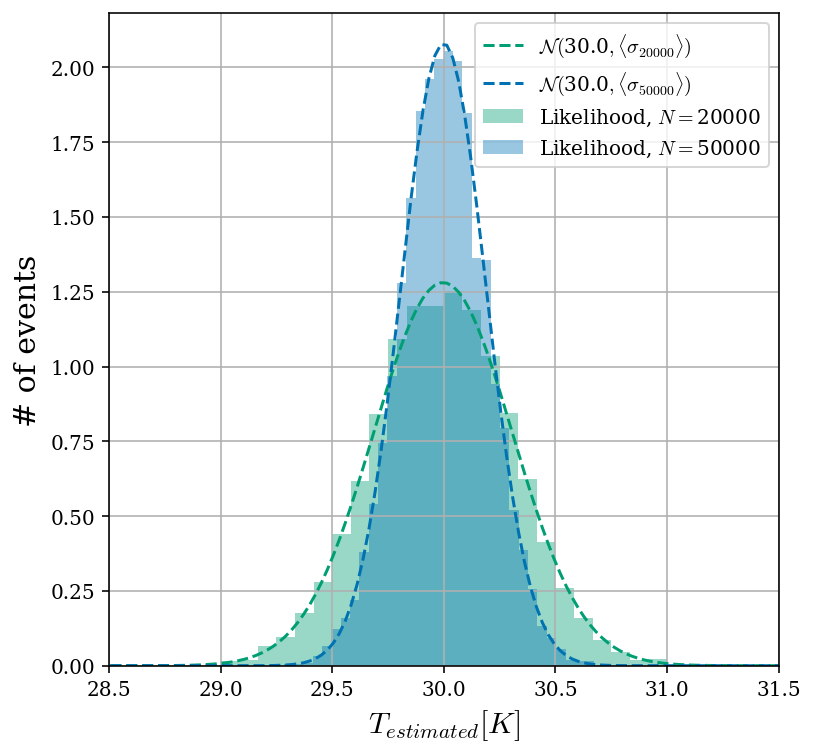 𝒩(30.0, ⟨σ₂₀₀₀₀⟩)
𝒩(30.0, ⟨σ₅₀₀₀₀⟩)
Likelihood, N = 20000
Likelihood, N = 50000
# of events
2.00
1.75
1.50
1.25
1.00
0.75
0.50
0.25
0.00
28.5 29.0 29.5 30.0 30.5 31.0 31.5
T_{estimated}[K]